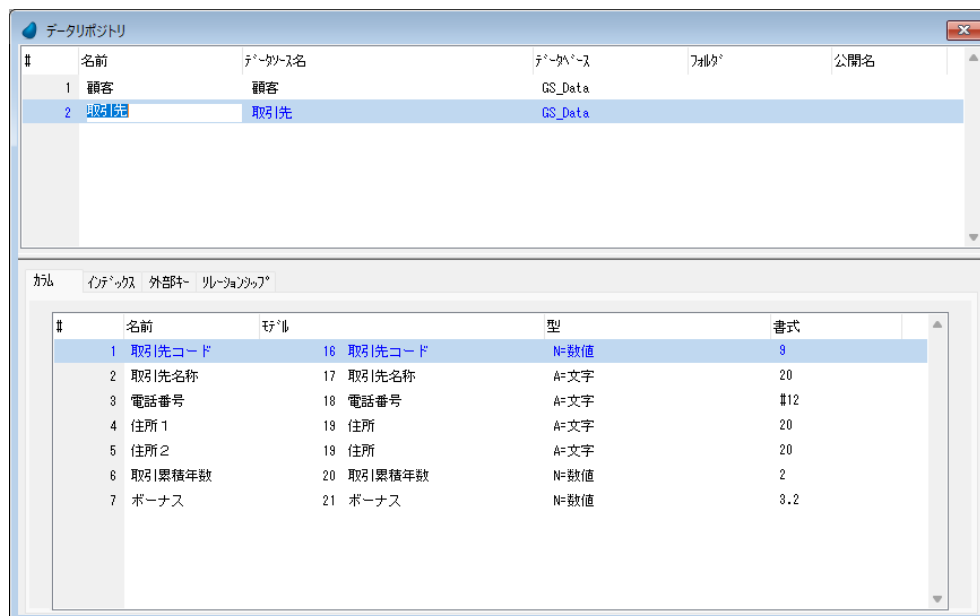 データリポジトリ
# 名前 ﾃﾞｰﾀｿｰｽ名 ﾃﾞｰﾀﾍﾞｰｽ ﾌｫﾙﾀﾞ 公開名
1 顧客 顧客 GS_Data
2 取引先 取引先 GS_Data
ｶﾗﾑ ｲﾝﾃﾞｯｸｽ 外部ｷｰ ﾘﾚｰｼｮﾝｼｯﾌﾟ
# 名前 ﾓﾃﾞﾙ 型 書式
1 取引先コード 16 取引先コード N=数値 9
2 取引先名称 17 取引先名称 A=文字 20
3 電話番号 18 電話番号 A=文字 #12
4 住所１ 19 住所 A=文字 20
5 住所２ 19 住所 A=文字 20
6 取引累積年数 20 取引累積年数 N=数値 2
7 ボーナス 21 ボーナス N=数値 3.2